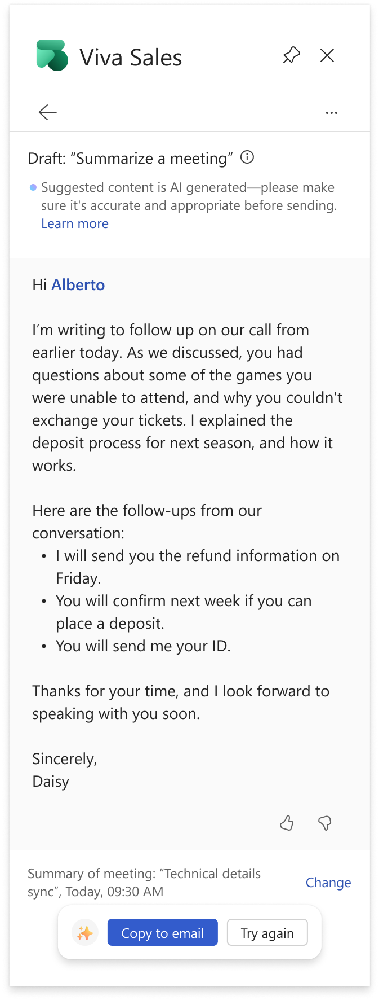 Viva Sales
...
Draft: “Summarize a meeting”
Suggested content is AI generated—please make
sure it's accurate and appropriate before sending.
Learn more
Hi Alberto
I’m writing to follow up on our call from
earlier today. As we discussed, you had
questions about some of the games you
were unable to attend, and why you couldn't
exchange your tickets. I explained the
deposit process for next season, and how it
works.
Here are the follow-ups from our
conversation:
• I will send you the refund information on
Friday.
• You will confirm next week if you can
place a deposit.
• You will send me your ID.
Thanks for your time, and I look forward to
speaking with you soon.
Sincerely,
Daisy
Summary of meeting: “Technical details
sync”, Today, 09:30 AM
Change
Copy to email
Try again